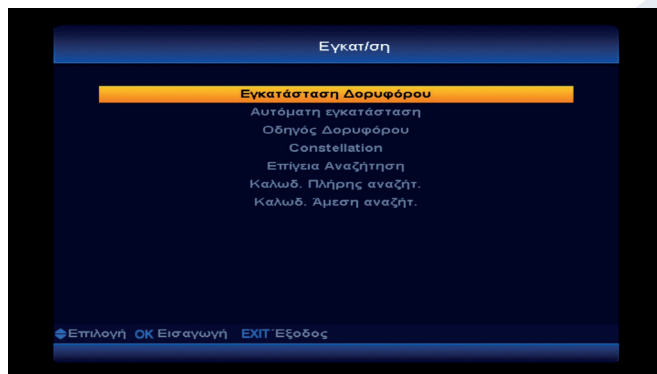 Εγκατ/ση
Εγκατάσταση Δορυφόρου
Αυτόματη εγκατάσταση
Οδηγός Δορυφόρου
Constellation
Επίγεια Αναζήτηση
Καλωδ. Πλήρης αναζήτ.
Καλωδ. Άμεση αναζήτ.
Επιλογή OK Εισαγωγή EXIT Έξοδος